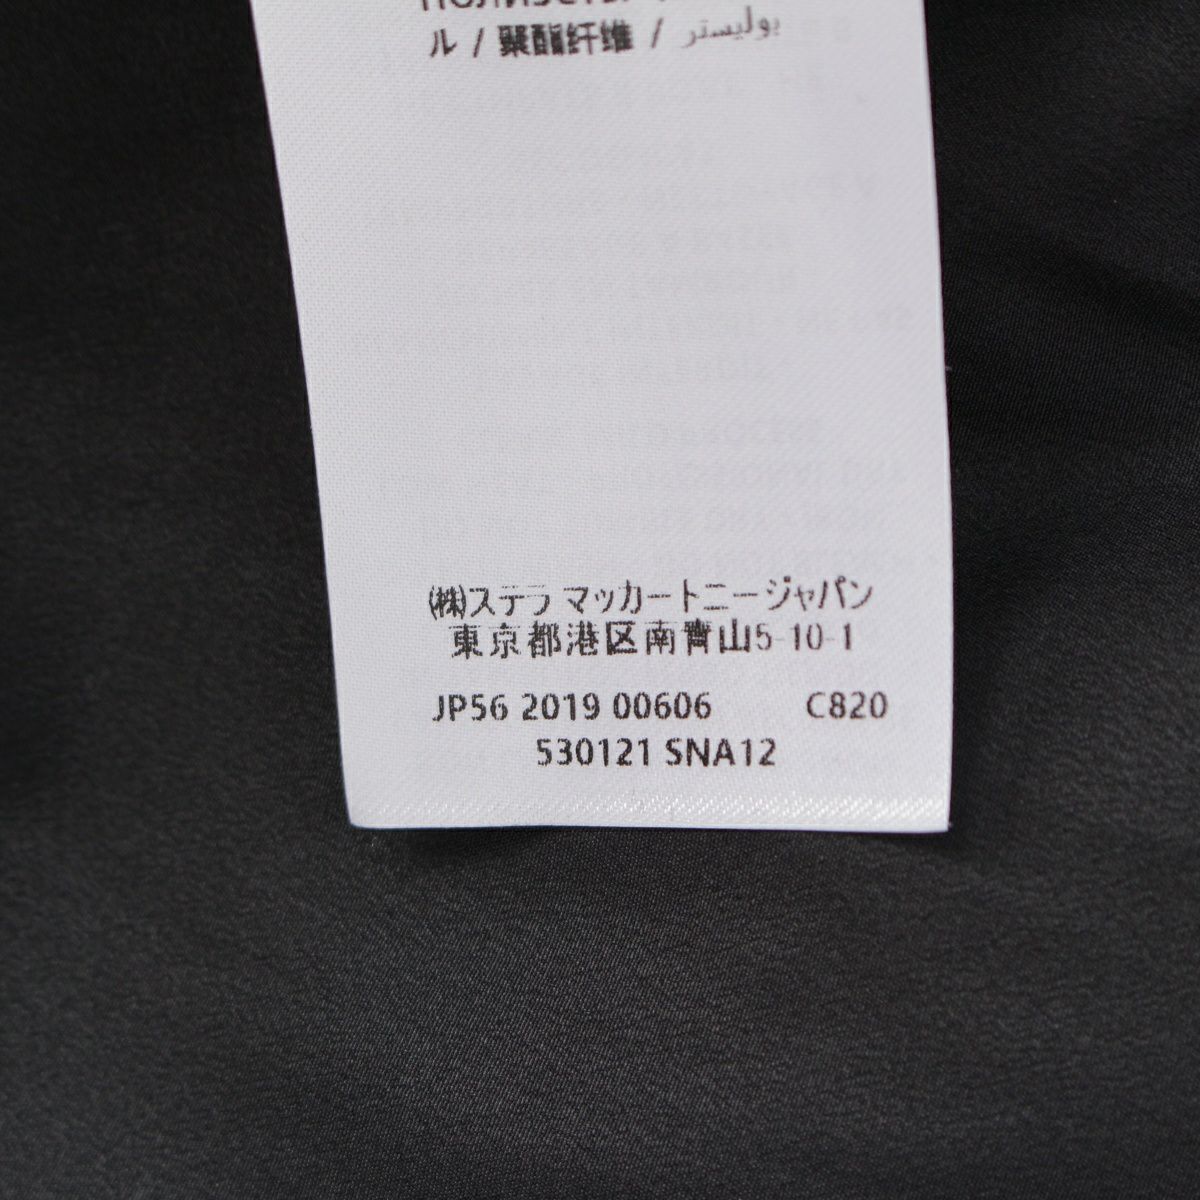 ル / 聚酯纤维 / بوليستر
㈱ステラ マッカートニージャパン
東京都港区南青山5-10-1
JP56 2019 00606 C820
530121 SNA12